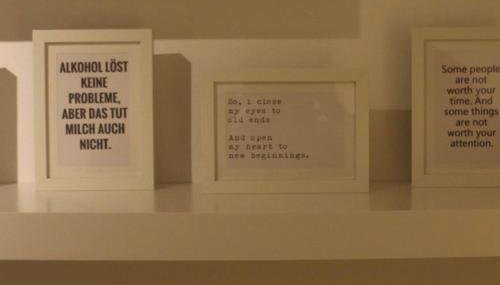 ALKOHOL LÖST
KEINE
PROBLEME,
ABER DAS TUT
MILCH AUCH
NICHT.
So, i close
my eyes to
old ends
And open
my heart to
new beginnings.
Some people
are not
worth your
time. And
some things
are not
worth your
attention.